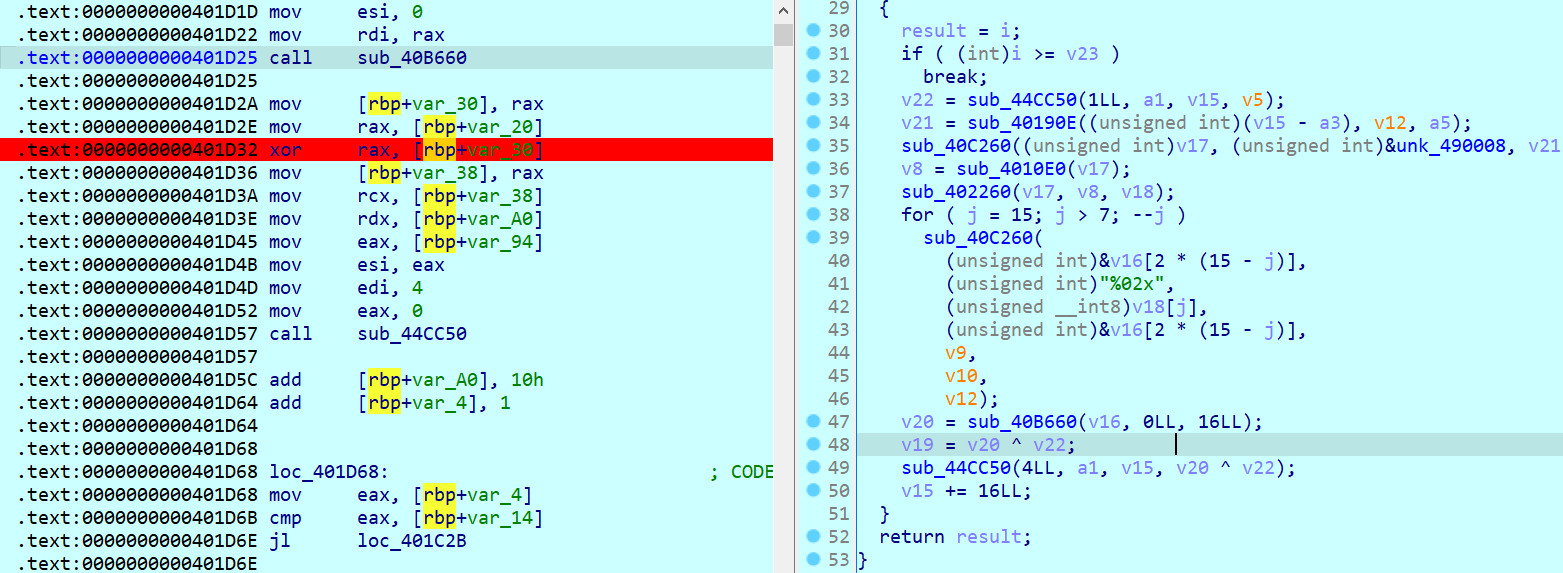 .text:0000000000401D1D mov     esi, 0
.text:0000000000401D22 mov     rdi, rax
.text:0000000000401D25 call    sub_40B660
.text:0000000000401D25
.text:0000000000401D2A mov     [rbp+var_30], rax
.text:0000000000401D2E mov     rax, [rbp+var_20]
.text:0000000000401D32 xor     rax, [rbp+var_30]
.text:0000000000401D36 mov     [rbp+var_38], rax
.text:0000000000401D3A mov     rcx, [rbp+var_38]
.text:0000000000401D3E mov     rdx, [rbp+var_A0]
.text:0000000000401D45 mov     eax, [rbp+var_94]
.text:0000000000401D4B mov     esi, eax
.text:0000000000401D4D mov     edi, 4
.text:0000000000401D52 mov     eax, 0
.text:0000000000401D57 call    sub_44CC50
.text:0000000000401D57
.text:0000000000401D5C add     [rbp+var_A0], 10h
.text:0000000000401D64 add     [rbp+var_4], 1
.text:0000000000401D64
.text:0000000000401D68
.text:0000000000401D68 loc_401D68:                             ; CODE
.text:0000000000401D68 mov     eax, [rbp+var_4]
.text:0000000000401D6B cmp     eax, [rbp+var_14]
.text:0000000000401D6E jl      loc_401C2B
.text:0000000000401D6E
29   {
30     result = i;
31     if ( (int)i >= v23 )
32       break;
33     v22 = sub_44CC50(1LL, a1, v15, v5);
34     v21 = sub_40190E((unsigned int)(v15 - a3), v12, a5);
35     sub_40C260((unsigned int)v17, (unsigned int)&unk_490008, v21
36     v8 = sub_4010E0(v17);
37     sub_402260(v17, v8, v18);
38     for ( j = 15; j > 7; --j )
39       sub_40C260(
40         (unsigned int)&v16[2 * (15 - j)],
41         (unsigned int)"%02x",
42         (unsigned __int8)v18[j],
43         (unsigned int)&v16[2 * (15 - j)],
44         v9,
45         v10,
46         v12);
47     v20 = sub_40B660(v16, 0LL, 16LL);
48     v19 = v20 ^ v22;
49     sub_44CC50(4LL, a1, v15, v20 ^ v22);
50     v15 += 16LL;
51   }
52   return result;
53 }